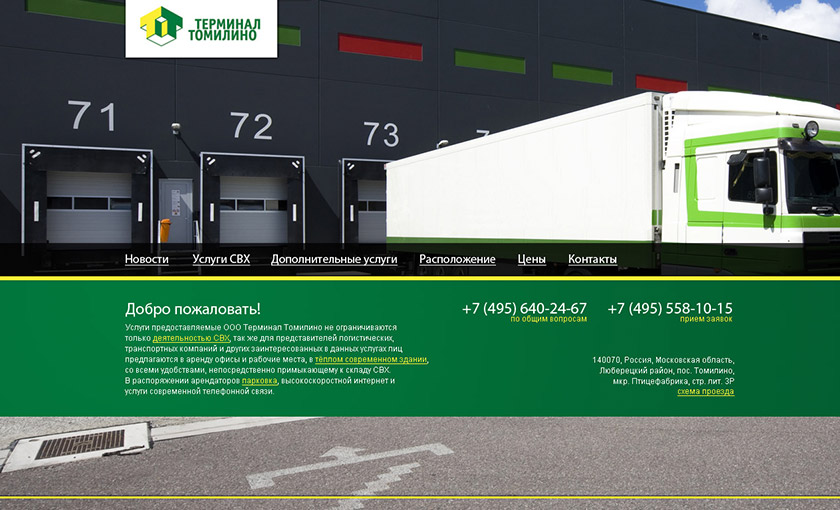 ТЕРМИНАЛ
ТОМИЛИНО
71
72
73
Новости
Услуги СВХ
Дополнительные услуги
Расположение
Цены
Контакты
Добро пожаловать!
Услуги предоставляемые ООО Терминал Томилино не ограничиваются
только деятельностью СВХ, так же для представителей логистических,
транспортных компаний и других заинтересованных в данных услугах лиц
предлагаются в аренду офисы и рабочие места, в тёплом современном здании,
со всеми удобствами, непосредственно примыкающему к складу СВХ.
В распоряжении арендаторов парковка, высокоскоростной интернет и
услуги современной телефонной связи.
+7 (495) 640-24-67
по общим вопросам
+7 (495) 558-10-15
прием заявок
140070, Россия, Московская область,
Люберецкий район, пос. Томилино,
мкр. Птицефабрика, стр. лит. 3Р
схема проезда